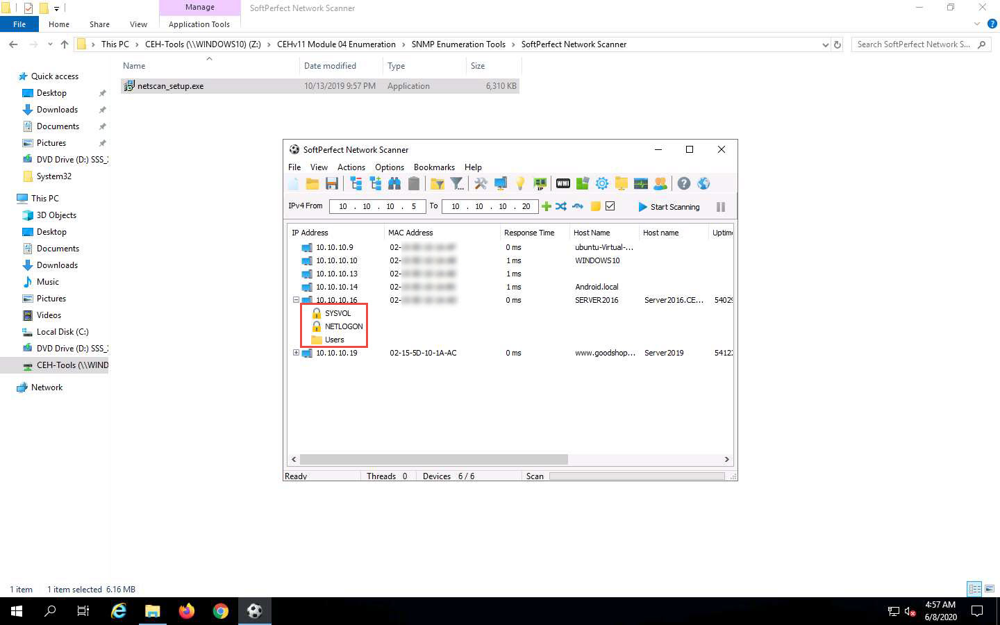 Manage
SoftPerfect Network Scanner
File Home Share View Application Tools
This PC CEH-Tools (\\WINDOWS10) (Z:) CEHv11 Module 04 Enumeration SNMP Enumeration Tools SoftPerfect Network Scanner
Search SoftPerfect Network S...
Name Date modified Type Size
netscan_setup.exe 10/13/2019 9:57 PM Application 6,310 KB
Quick access
Desktop
Downloads
Documents
Pictures
DVD Drive (D:) SSS_
System32
This PC
3D Objects
Desktop
Documents
Downloads
Music
Pictures
Videos
Local Disk (C:)
DVD Drive (D:) SSS_
CEH-Tools (\\WIND
Network
SoftPerfect Network Scanner
File View Actions Options Bookmarks Help
IP
WMI
IPv4 From 10 . 10 . 10 . 5 To 10 . 10 . 10 . 20 Start Scanning
IP Address MAC Address Response Time Host Name Host name Uptim
10.10.10.9 02- 0 ms ubuntu-Virtual-...
10.10.10.10 02- 1 ms WINDOWS10
10.10.10.13 02- 1 ms
10.10.10.14 02- 1 ms Android.local
10.10.10.16 02- 0 ms SERVER2016 Server2016.CE... 54029
SYSVOL
NETLOGON
Users
10.10.10.19 02-15-5D-10-1A-AC 0 ms www.goodshop... Server2019 54122
Ready Threads 0 Devices 6 / 6 Scan
1 item 1 item selected 6.16 MB
4:57 AM
6/8/2020